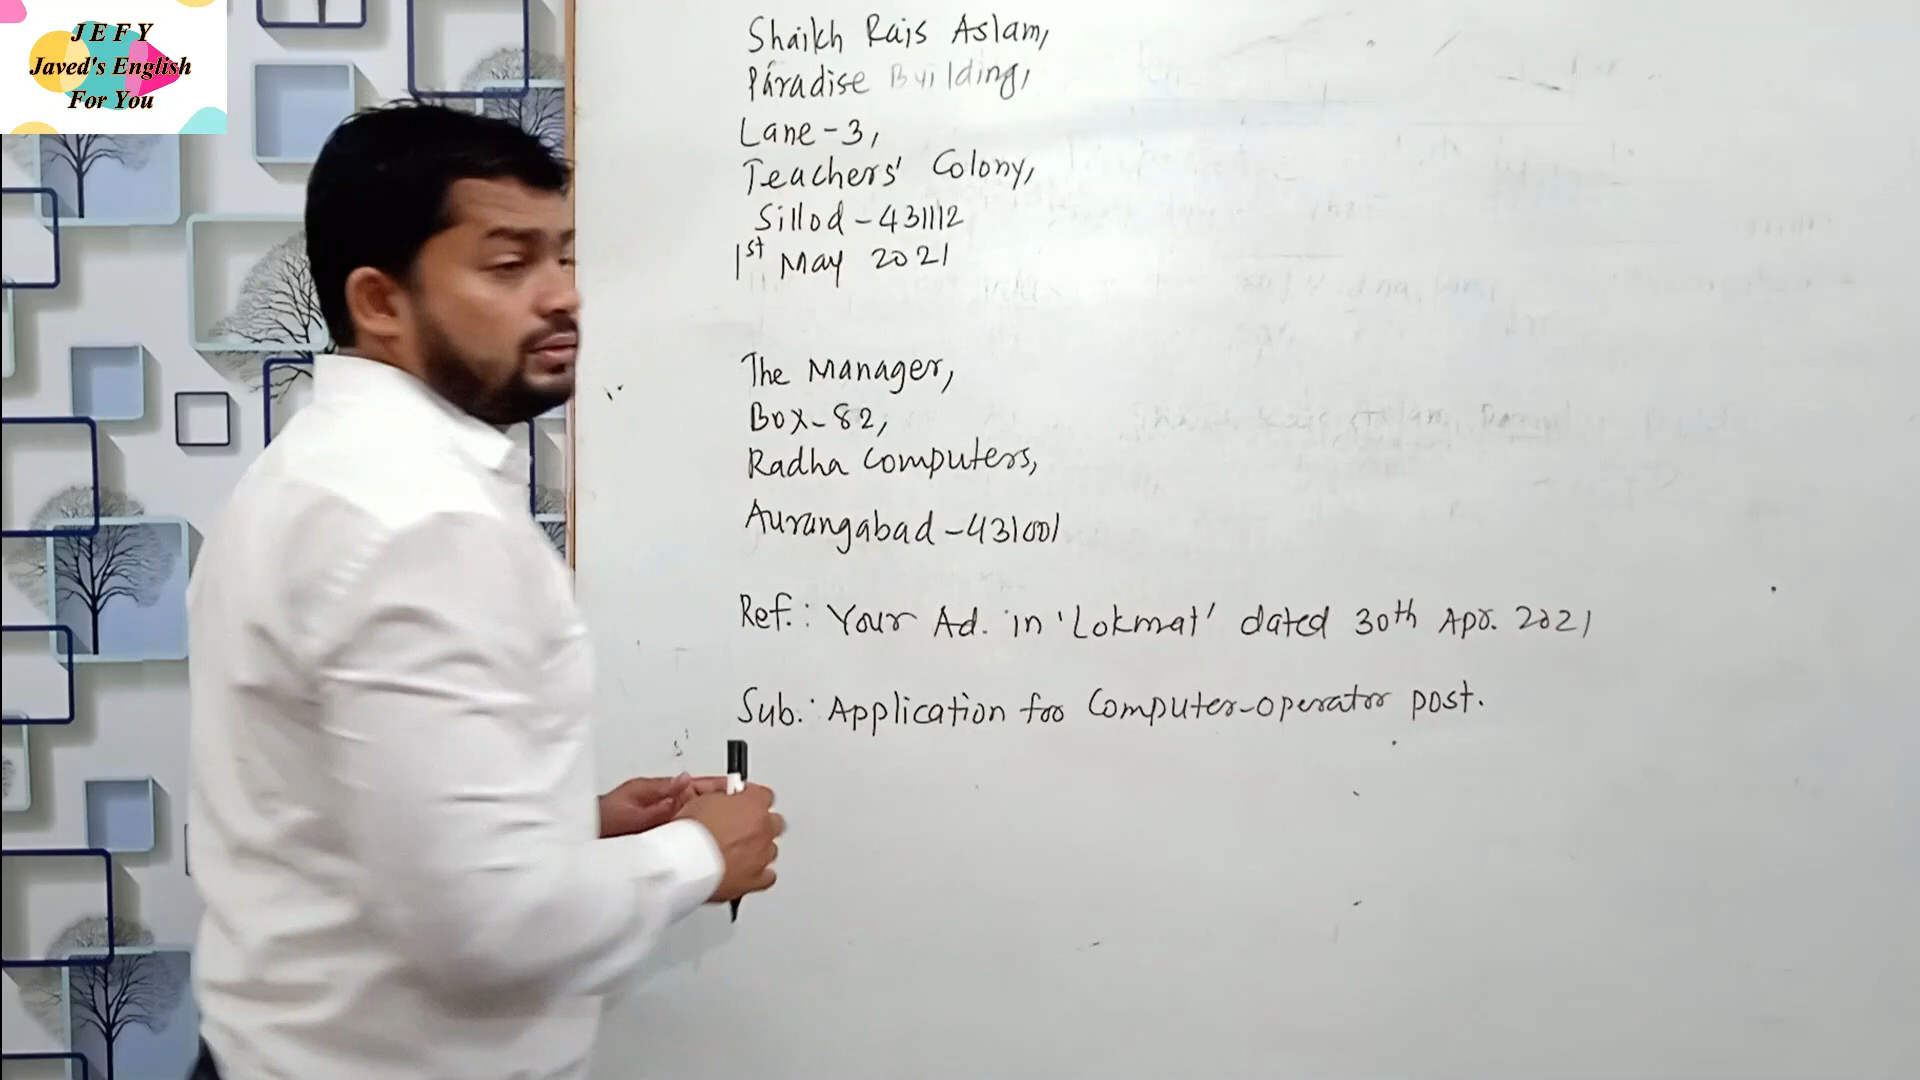 J E F Y
Javed's English
For You
Shaikh Rais Aslam,
Paradise Building,
Lane-3,
Teachers' Colony,
Sillod-431112
1st May 2021
The Manager,
Box-82,
Radha Computers,
Aurangabad-431001
Ref.: Your Ad. in 'Lokmat' dated 30th Apr. 2021
Sub.: Application for Computer-operator post.